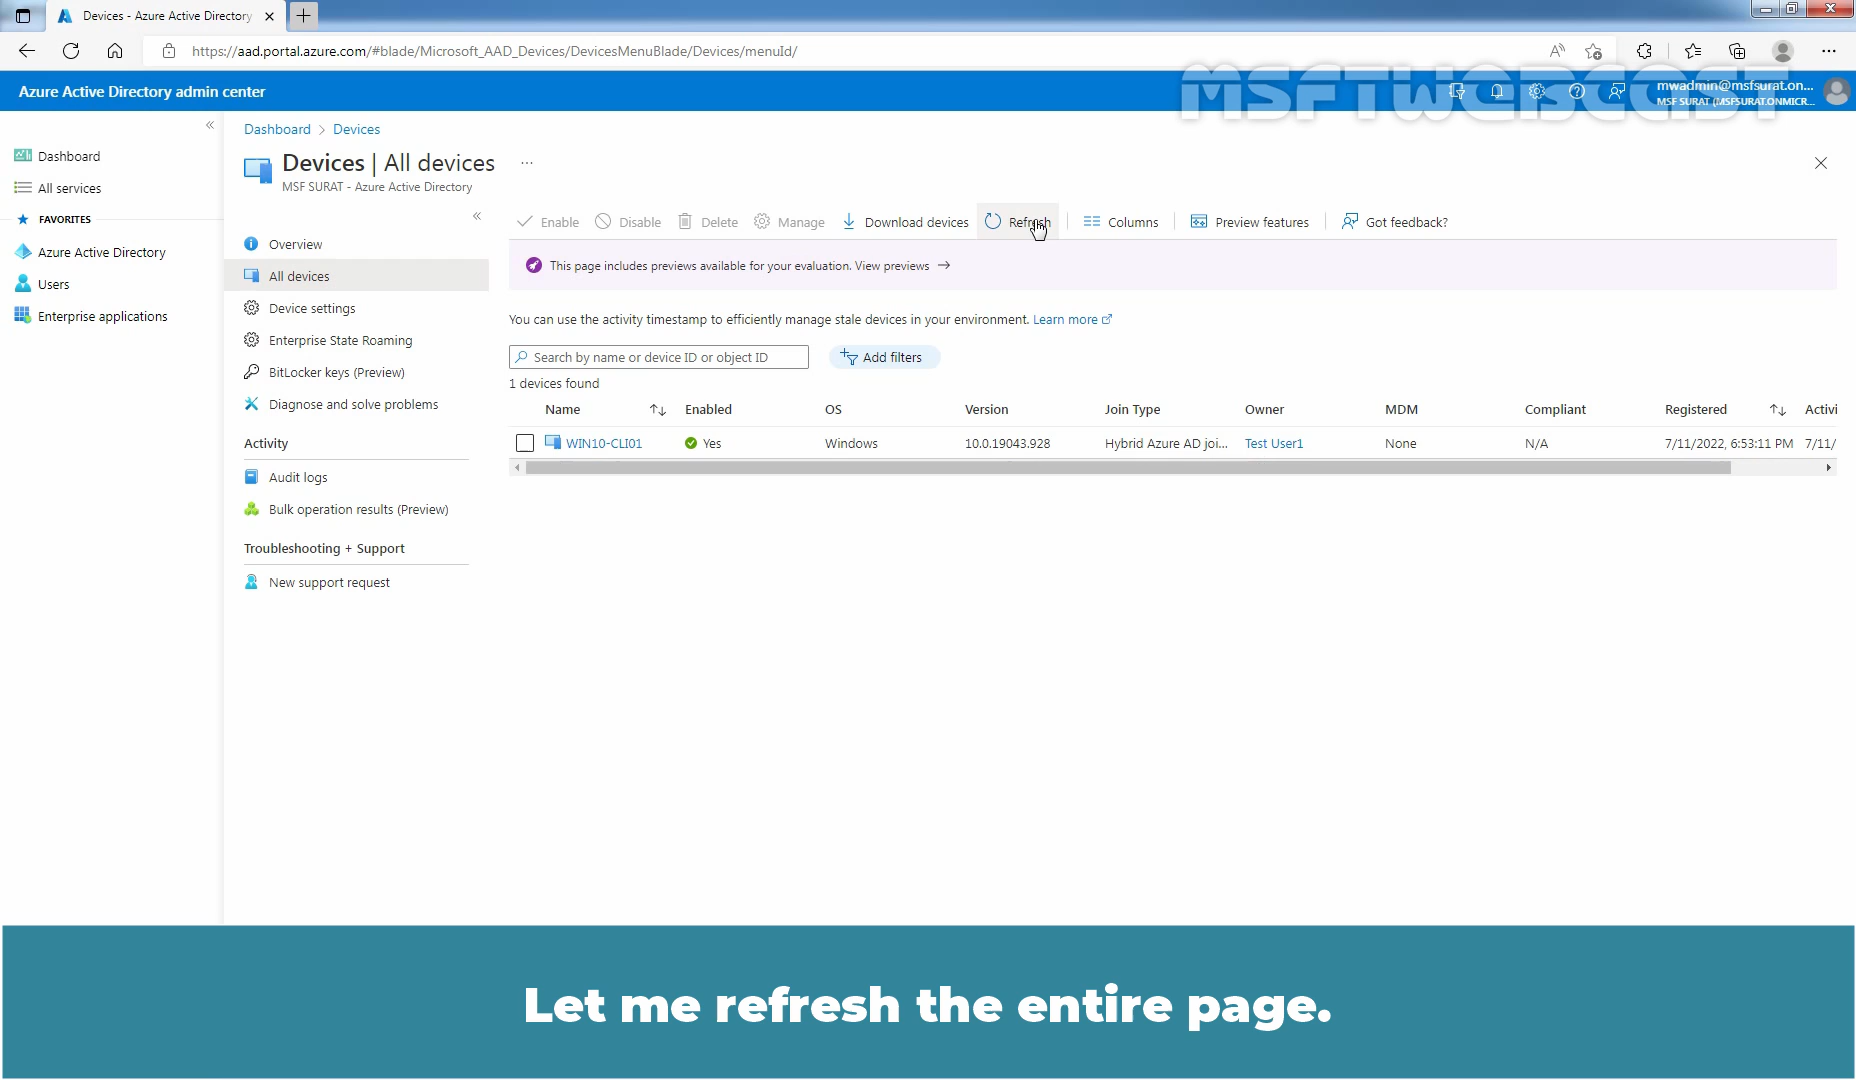 Devices - Azure Active Directory
https://aad.portal.azure.com/#blade/Microsoft_AAD_Devices/DevicesMenuBlade/Devices/menuId/
MSFTWEBCAST
Azure Active Directory admin center
mwadmin@msfsurat.on...
MSF SURAT (MSFSURAT.ONMICR...
Dashboard
All services
FAVORITES
Azure Active Directory
Users
Enterprise applications
Dashboard > Devices
Devices | All devices ...
MSF SURAT - Azure Active Directory
Overview
All devices
Device settings
Enterprise State Roaming
BitLocker keys (Preview)
Diagnose and solve problems
Activity
Audit logs
Bulk operation results (Preview)
Troubleshooting + Support
New support request
Enable Disable Delete Manage Download devices Refresh Columns Preview features Got feedback?
This page includes previews available for your evaluation. View previews →
You can use the activity timestamp to efficiently manage stale devices in your environment. Learn more
Search by name or device ID or object ID Add filters
1 devices found
Name Enabled OS Version Join Type Owner MDM Compliant Registered Activi
WIN10-CLI01 Yes Windows 10.0.19043.928 Hybrid Azure AD joi... Test User1 None N/A 7/11/2022, 6:53:11 PM 7/11/
Let me refresh the entire page.